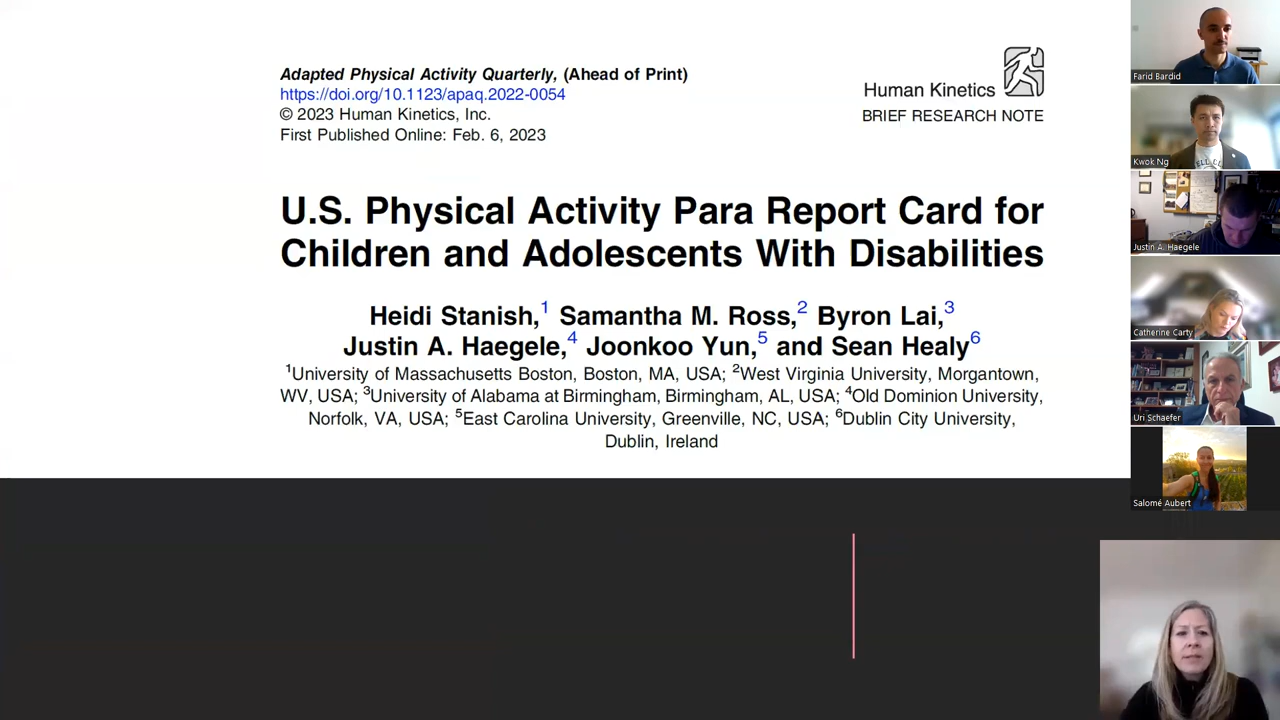 Adapted Physical Activity Quarterly, (Ahead of Print)
https://doi.org/10.1123/apaq.2022-0054
© 2023 Human Kinetics, Inc.
First Published Online: Feb. 6, 2023
Human Kinetics
BRIEF RESEARCH NOTE
U.S. Physical Activity Para Report Card for
Children and Adolescents With Disabilities
Heidi Stanish,1 Samantha M. Ross,2 Byron Lai,3
Justin A. Haegele,4 Joonkoo Yun,5 and Sean Healy6
1University of Massachusetts Boston, Boston, MA, USA; 2West Virginia University, Morgantown,
WV, USA; 3University of Alabama at Birmingham, Birmingham, AL, USA; 4Old Dominion University,
Norfolk, VA, USA; 5East Carolina University, Greenville, NC, USA; 6Dublin City University,
Dublin, Ireland
Farid Bardid
Kwok Ng
Justin A. Haegele
Catherine Carty
Uri Schaefer
Salomé Aubert